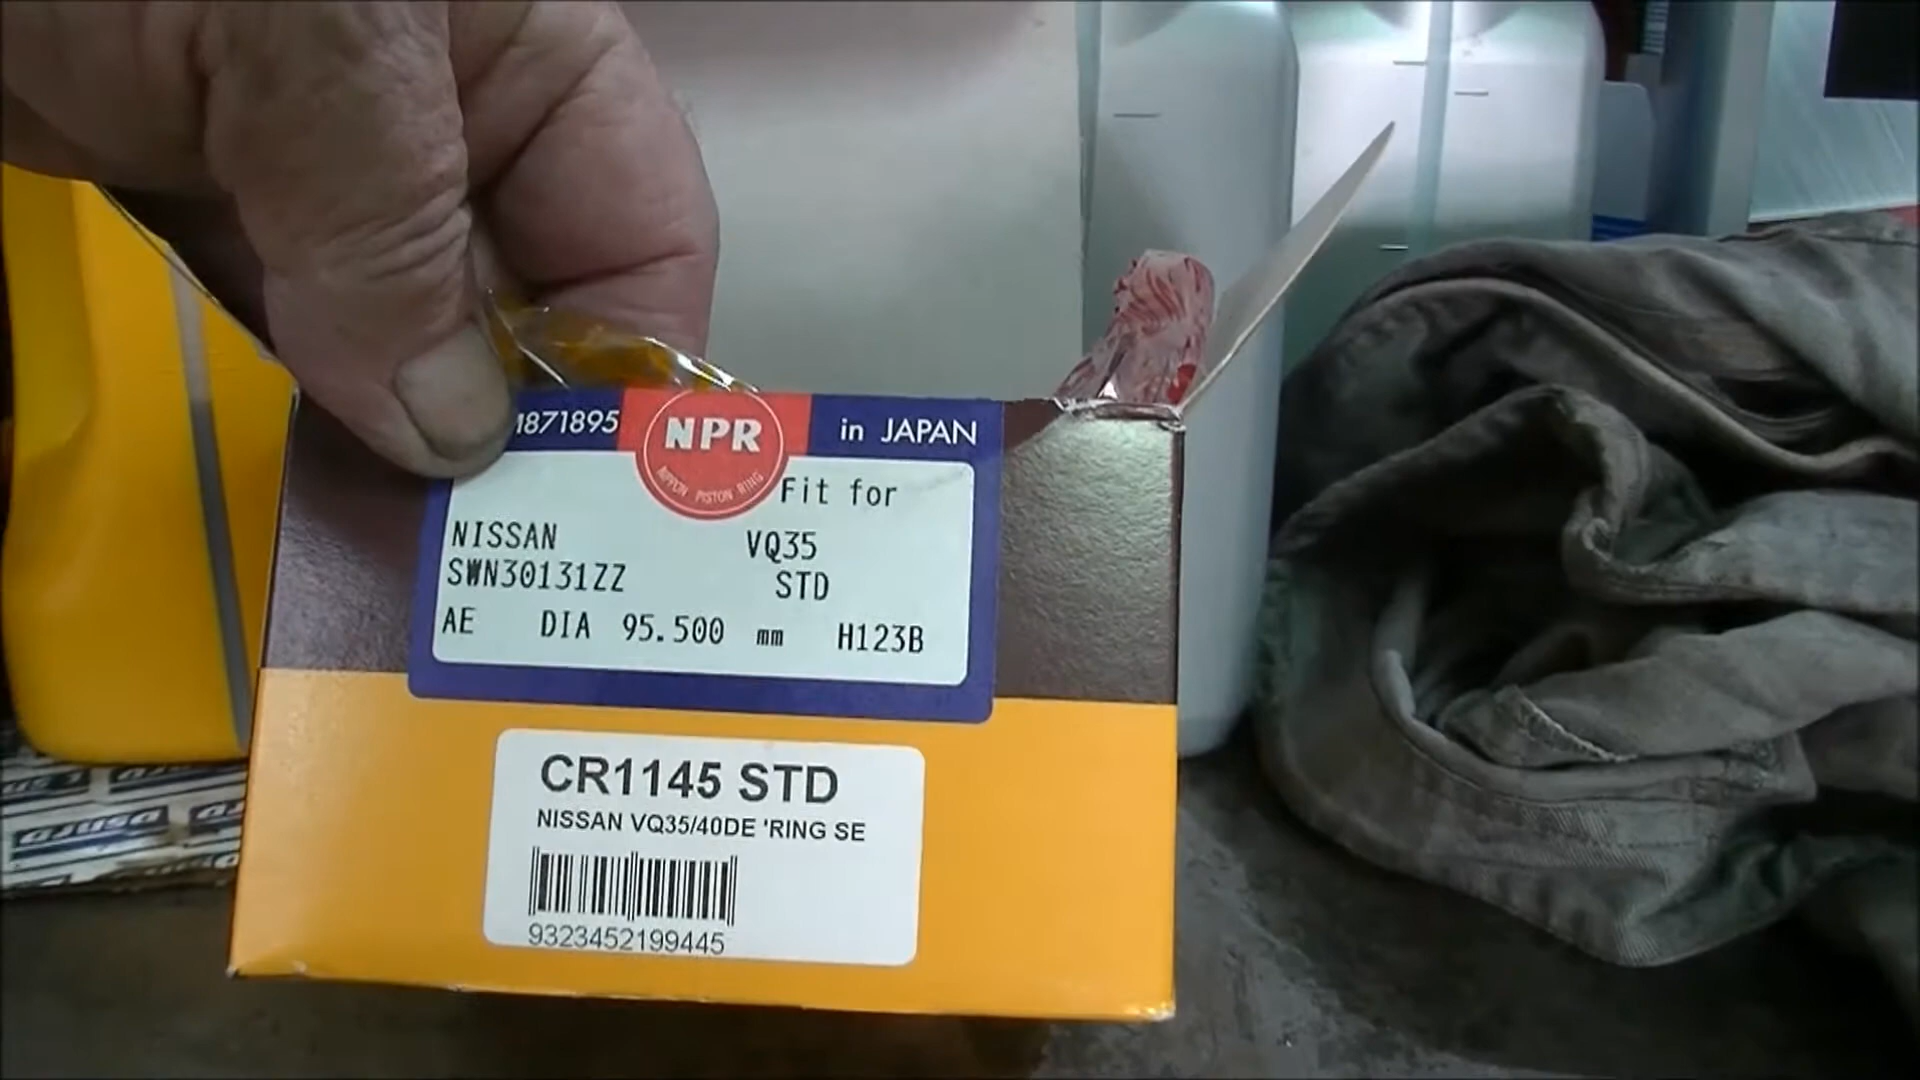 871895
NPR
NIPPON PISTON RING
in JAPAN
Fit for
NISSAN VQ35
SWN30131ZZ STD
AE DIA 95.500 mm H123B
CR1145 STD
NISSAN VQ35/40DE 'RING SE
9323452199445